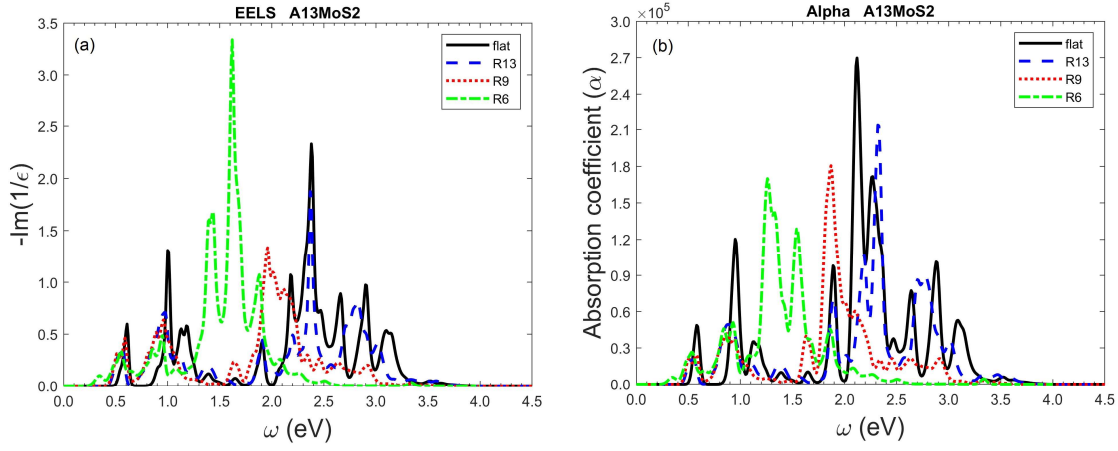 EELS A13MoS2
(a)
flat
R13
R9
R6
3.5
3.0
2.5
2.0
1.5
1.0
0.5
0.0
-Im(1/ϵ)
0.0 0.5 1.0 1.5 2.0 2.5 3.0 3.5 4.0 4.5
ω (eV)
Alpha A13MoS2
×10⁵
(b)
flat
R13
R9
R6
3.0
2.7
2.4
2.1
1.8
1.5
1.2
0.9
0.6
0.3
0.0
Absorption coefficient (α)
0.0 0.5 1.0 1.5 2.0 2.5 3.0 3.5 4.0 4.5
ω (eV)